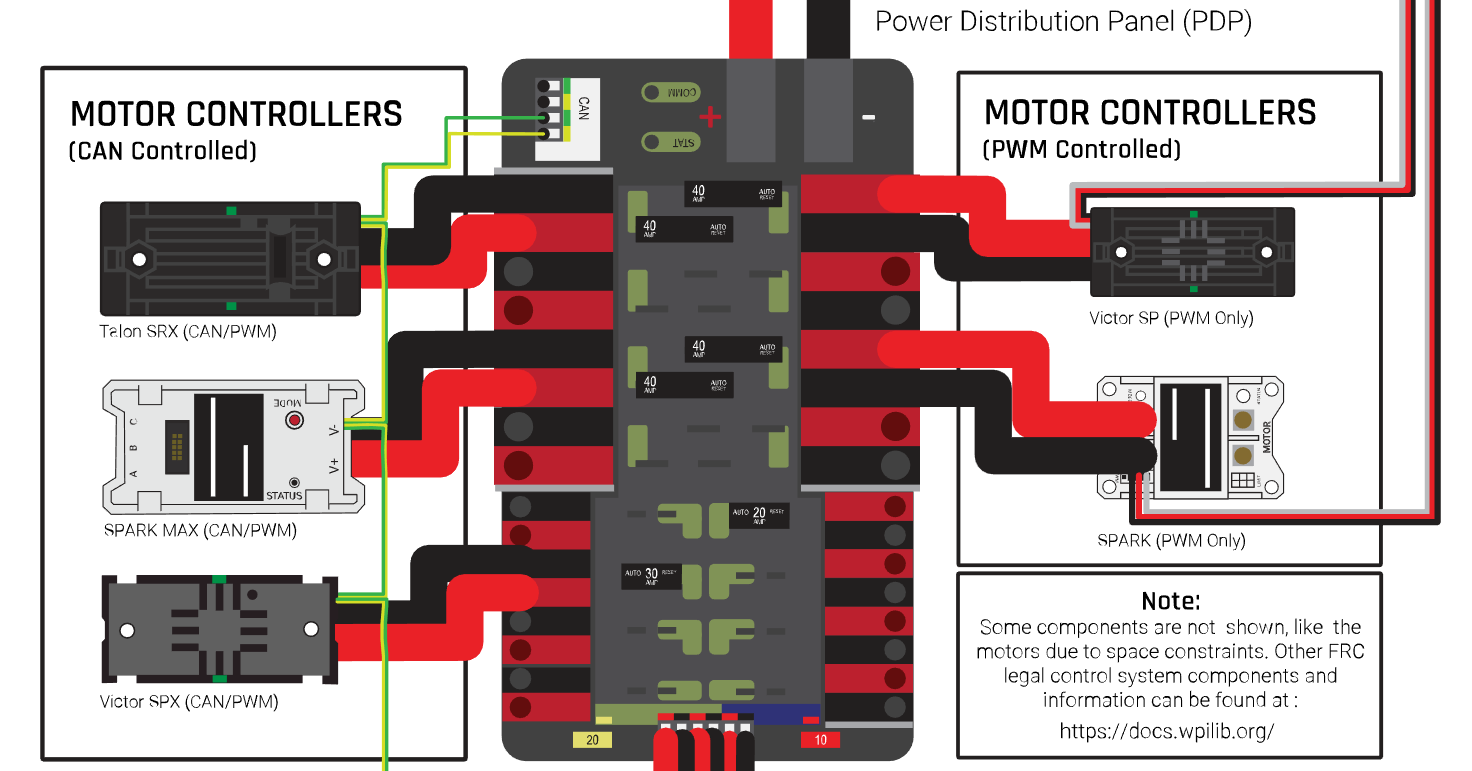 Power Distribution Panel (PDP)
MOTOR CONTROLLERS
(CAN Controlled)
Talon SRX (CAN/PWM)
MODE
A B C
V-
V+
STATUS
SPARK MAX (CAN/PWM)
Victor SPX (CAN/PWM)
CAN
COMM
STAT
+
-
40 AMP AUTO RESET
40 AMP AUTO RESET
40 AMP AUTO RESET
40 AMP AUTO RESET
AUTO 20 AMP RESET
AUTO 30 AMP RESET
20
10
MOTOR CONTROLLERS
(PWM Controlled)
Victor SP (PWM Only)
MOTOR
STATUS
SPARK (PWM Only)
Note:
Some components are not shown, like the
motors due to space constraints. Other FRC
legal control system components and
information can be found at :
https://docs.wpilib.org/